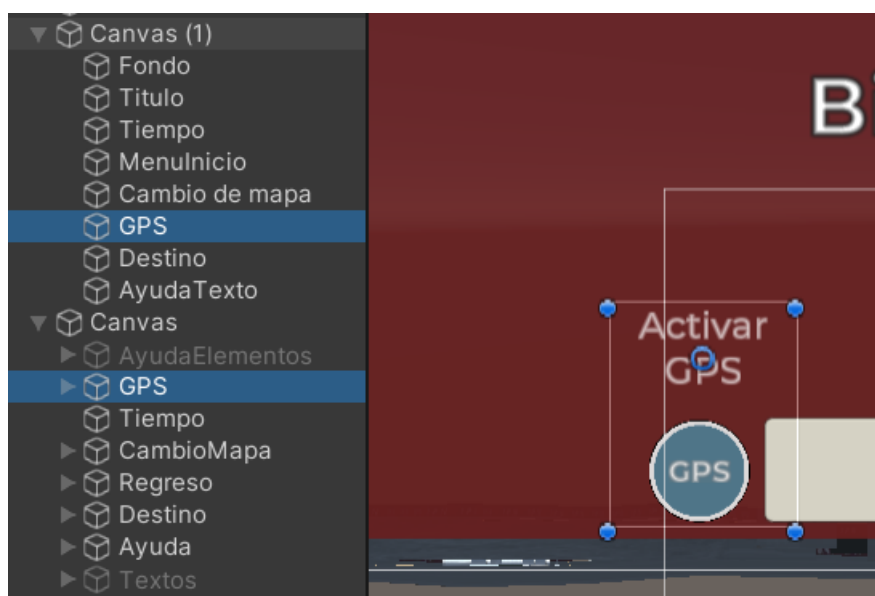 Canvas (1)
Fondo
Titulo
Tiempo
MenuInicio
Cambio de mapa
GPS
Destino
AyudaTexto
Canvas
AyudaElementos
GPS
Tiempo
CambioMapa
Regreso
Destino
Ayuda
Textos
Activar
GPS
GPS